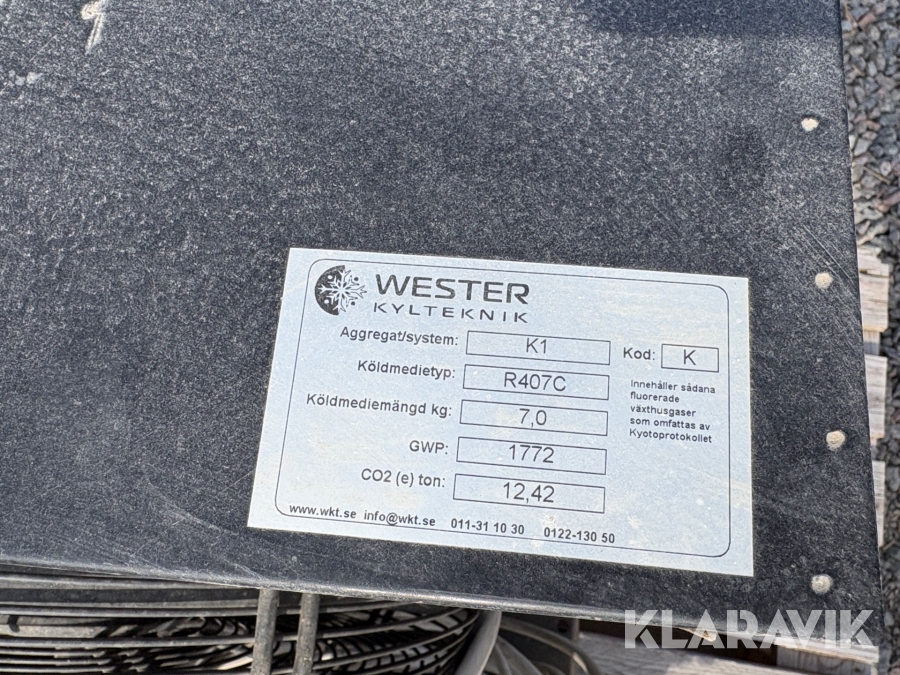 WESTER
KYLTEKNIK
Aggregat/system: K1 Kod: K
Köldmedietyp: R407C
Köldmediemängd kg: 7,0
GWP: 1772
CO2 (e) ton: 12,42
Innehåller sådana
fluorerade
växthusgaser
som omfattas av
Kyotoprotokollet
www.wkt.se info@wkt.se 011-31 10 30 0122-130 50
KLARAVIK